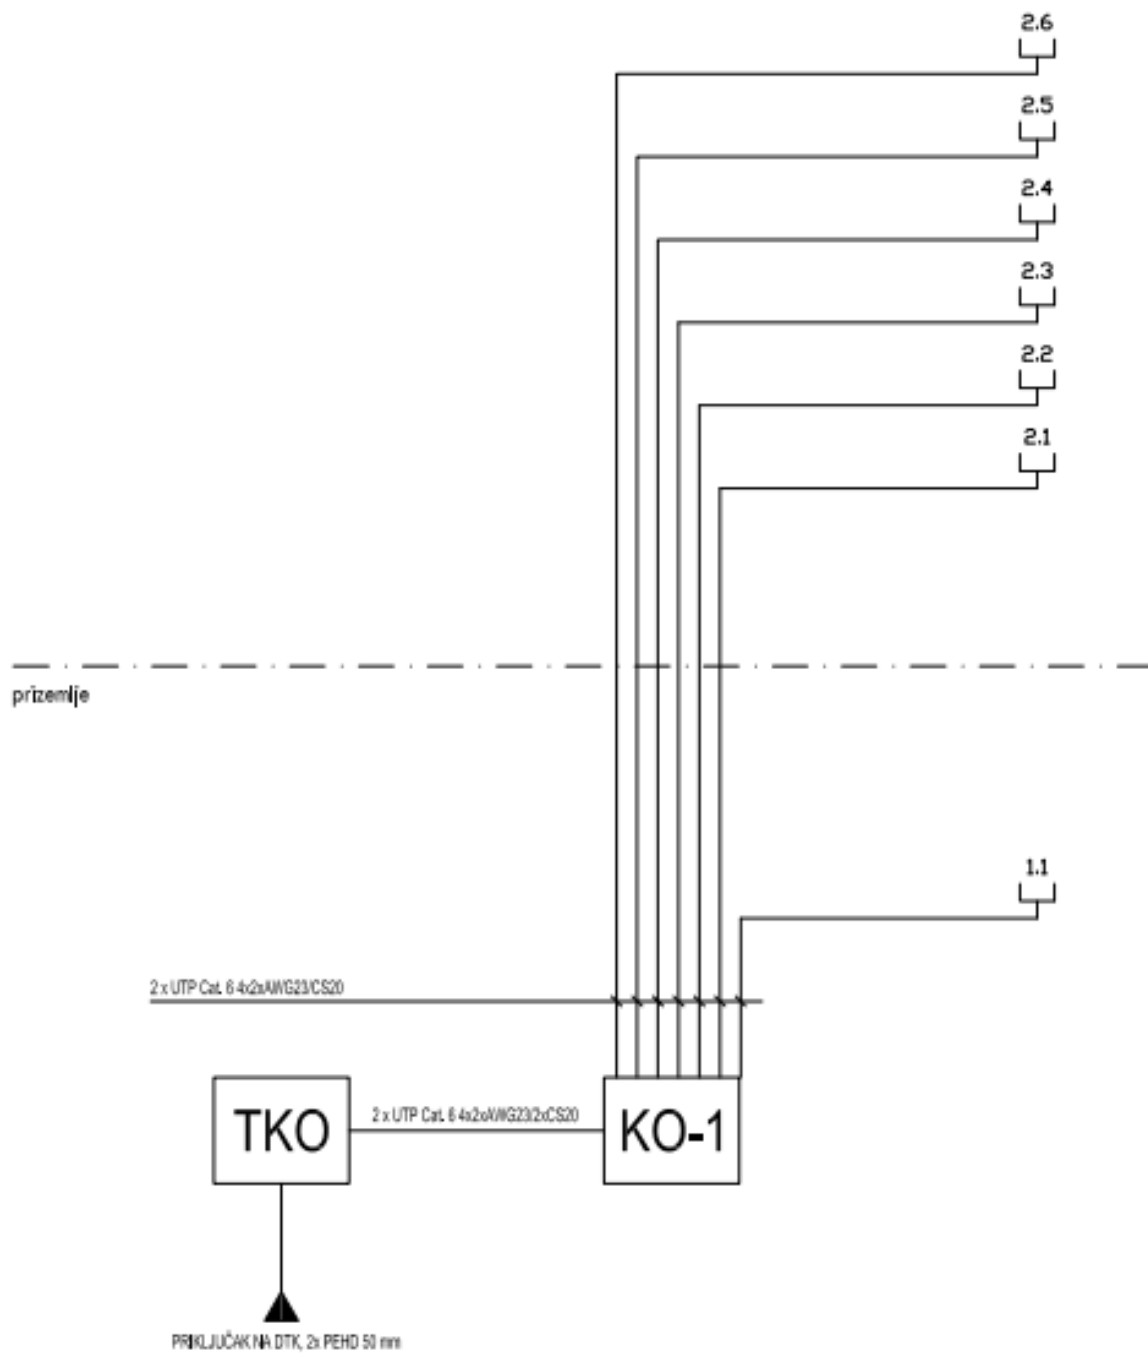 2.6
2.5
2.4
2.3
2.2
2.1
prizemlje
1.1
2 x UTP Cat. 6 4x2xAWG23/CS20
TKO
2 x UTP Cat. 6 4x2xAWG23/2xCS20
KO-1
PRIKLJUČAK NA DTK, 2x PEHD 50 mm